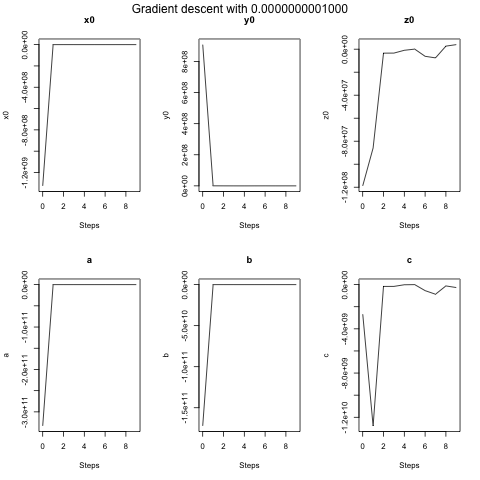 Gradient descent with 0.0000000001000
x0
y0
z0
x0
0.0e+00
-4.0e+08
-8.0e+08
-1.2e+09
0 2 4 6 8
Steps
y0
8e+08
6e+08
4e+08
2e+08
0e+00
0 2 4 6 8
Steps
z0
0.0e+00
-4.0e+07
-8.0e+07
-1.2e+08
0 2 4 6 8
Steps
a
b
c
a
0.0e+00
-1.0e+11
-2.0e+11
-3.0e+11
0 2 4 6 8
Steps
b
0.0e+00
-5.0e+10
-1.0e+11
-1.5e+11
0 2 4 6 8
Steps
c
0.0e+00
-4.0e+09
-8.0e+09
-1.2e+10
0 2 4 6 8
Steps